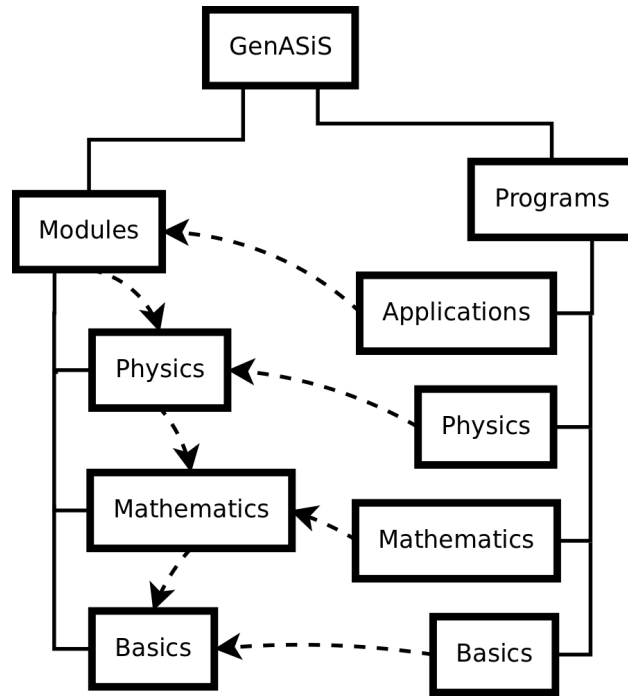 GenASiS
Programs
Modules
Applications
Physics
Physics
Mathematics
Mathematics
Basics
Basics